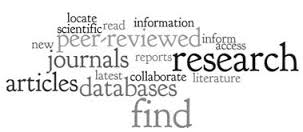 locate
scientific read information
new peer-reviewed inform
journals reports access
research
articles latest collaborate literature
databases
find